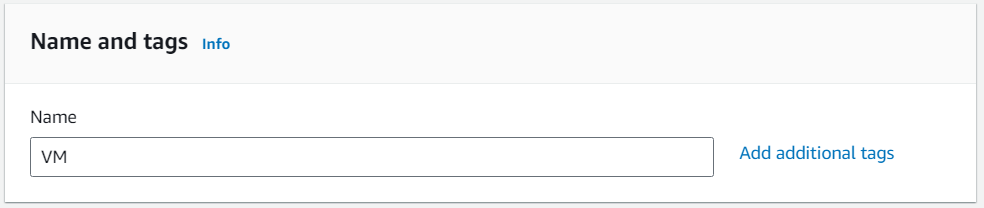 Name and tags Info
Name
VM
Add additional tags